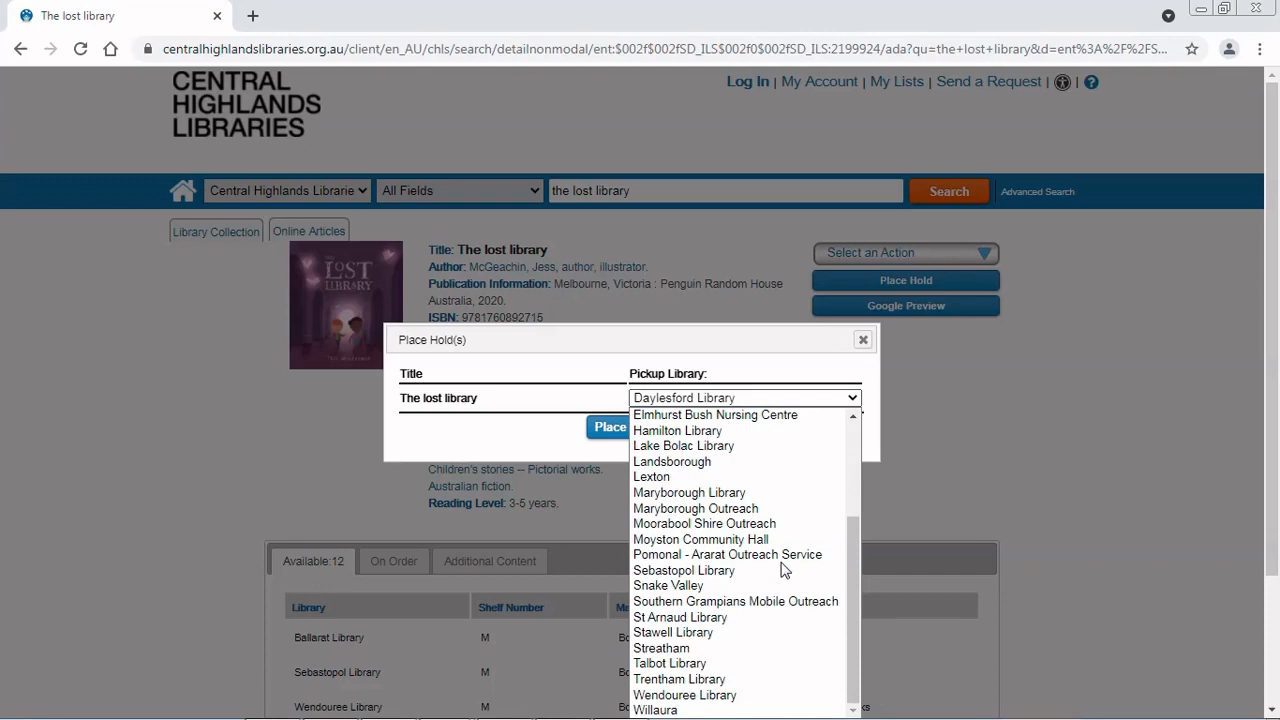 The lost library
centralhighlandslibraries.org.au/client/en_AU/chls/search/detailnonmodal/ent:$002f$002fSD_ILS$002f0$002fSD_ILS:2199924/ada?qu=the+lost+library&d=ent%3A%2F%2FS...
CENTRAL
HIGHLANDS
LIBRARIES
Log In | My Account | My Lists | Send a Request | | ?
Central Highlands Librarie
All Fields
the lost library
Search
Advanced Search
Library Collection
Online Articles
THE
LOST
LIBRARY
Title: The lost library
Author: McGeachin, Jess, author, illustrator.
Publication Information: Melbourne, Victoria : Penguin Random House
Australia, 2020.
ISBN: 9781760892715
Select an Action
Place Hold
Google Preview
Place Hold(s)
Title
Pickup Library:
The lost library
Daylesford Library
Place
Elmhurst Bush Nursing Centre
Hamilton Library
Lake Bolac Library
Landsborough
Lexton
Maryborough Library
Maryborough Outreach
Moorabool Shire Outreach
Moyston Community Hall
Pomonal - Ararat Outreach Service
Sebastopol Library
Snake Valley
Southern Grampians Mobile Outreach
St Arnaud Library
Stawell Library
Streatham
Talbot Library
Trentham Library
Wendouree Library
Willaura
Children's stories -- Pictorial works.
Australian fiction.
Reading Level: 3-5 years.
Available:12
On Order
Additional Content
Library
Shelf Number
Ballarat Library
M
Sebastopol Library
M
Wendouree Library
M